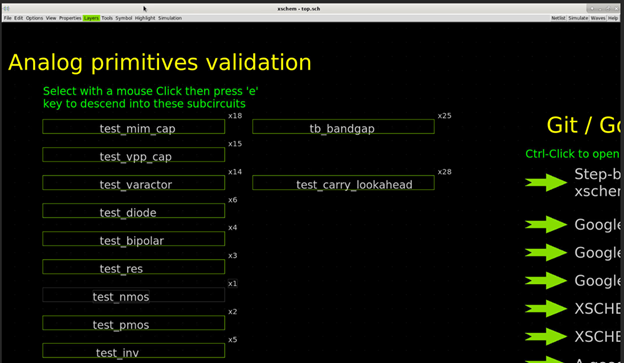 xschem - top.sch
File Edit Options View Properties Layers Tools Symbol Highlight Simulation Netlist Simulate Waves Help
Analog primitives validation
Select with a mouse Click then press 'e'
key to descend into these subcircuits
x18
test_mim_cap
x25
tb_bandgap
x15
test_vpp_cap
x14
test_varactor
x28
test_carry_lookahead
x6
test_diode
x4
test_bipolar
x3
test_res
x1
test_nmos
x2
test_pmos
x5
test_inv
Git / Go
Ctrl-Click to open
Step-b
xschem
Google
Google
Google
XSCHE
XSCHE